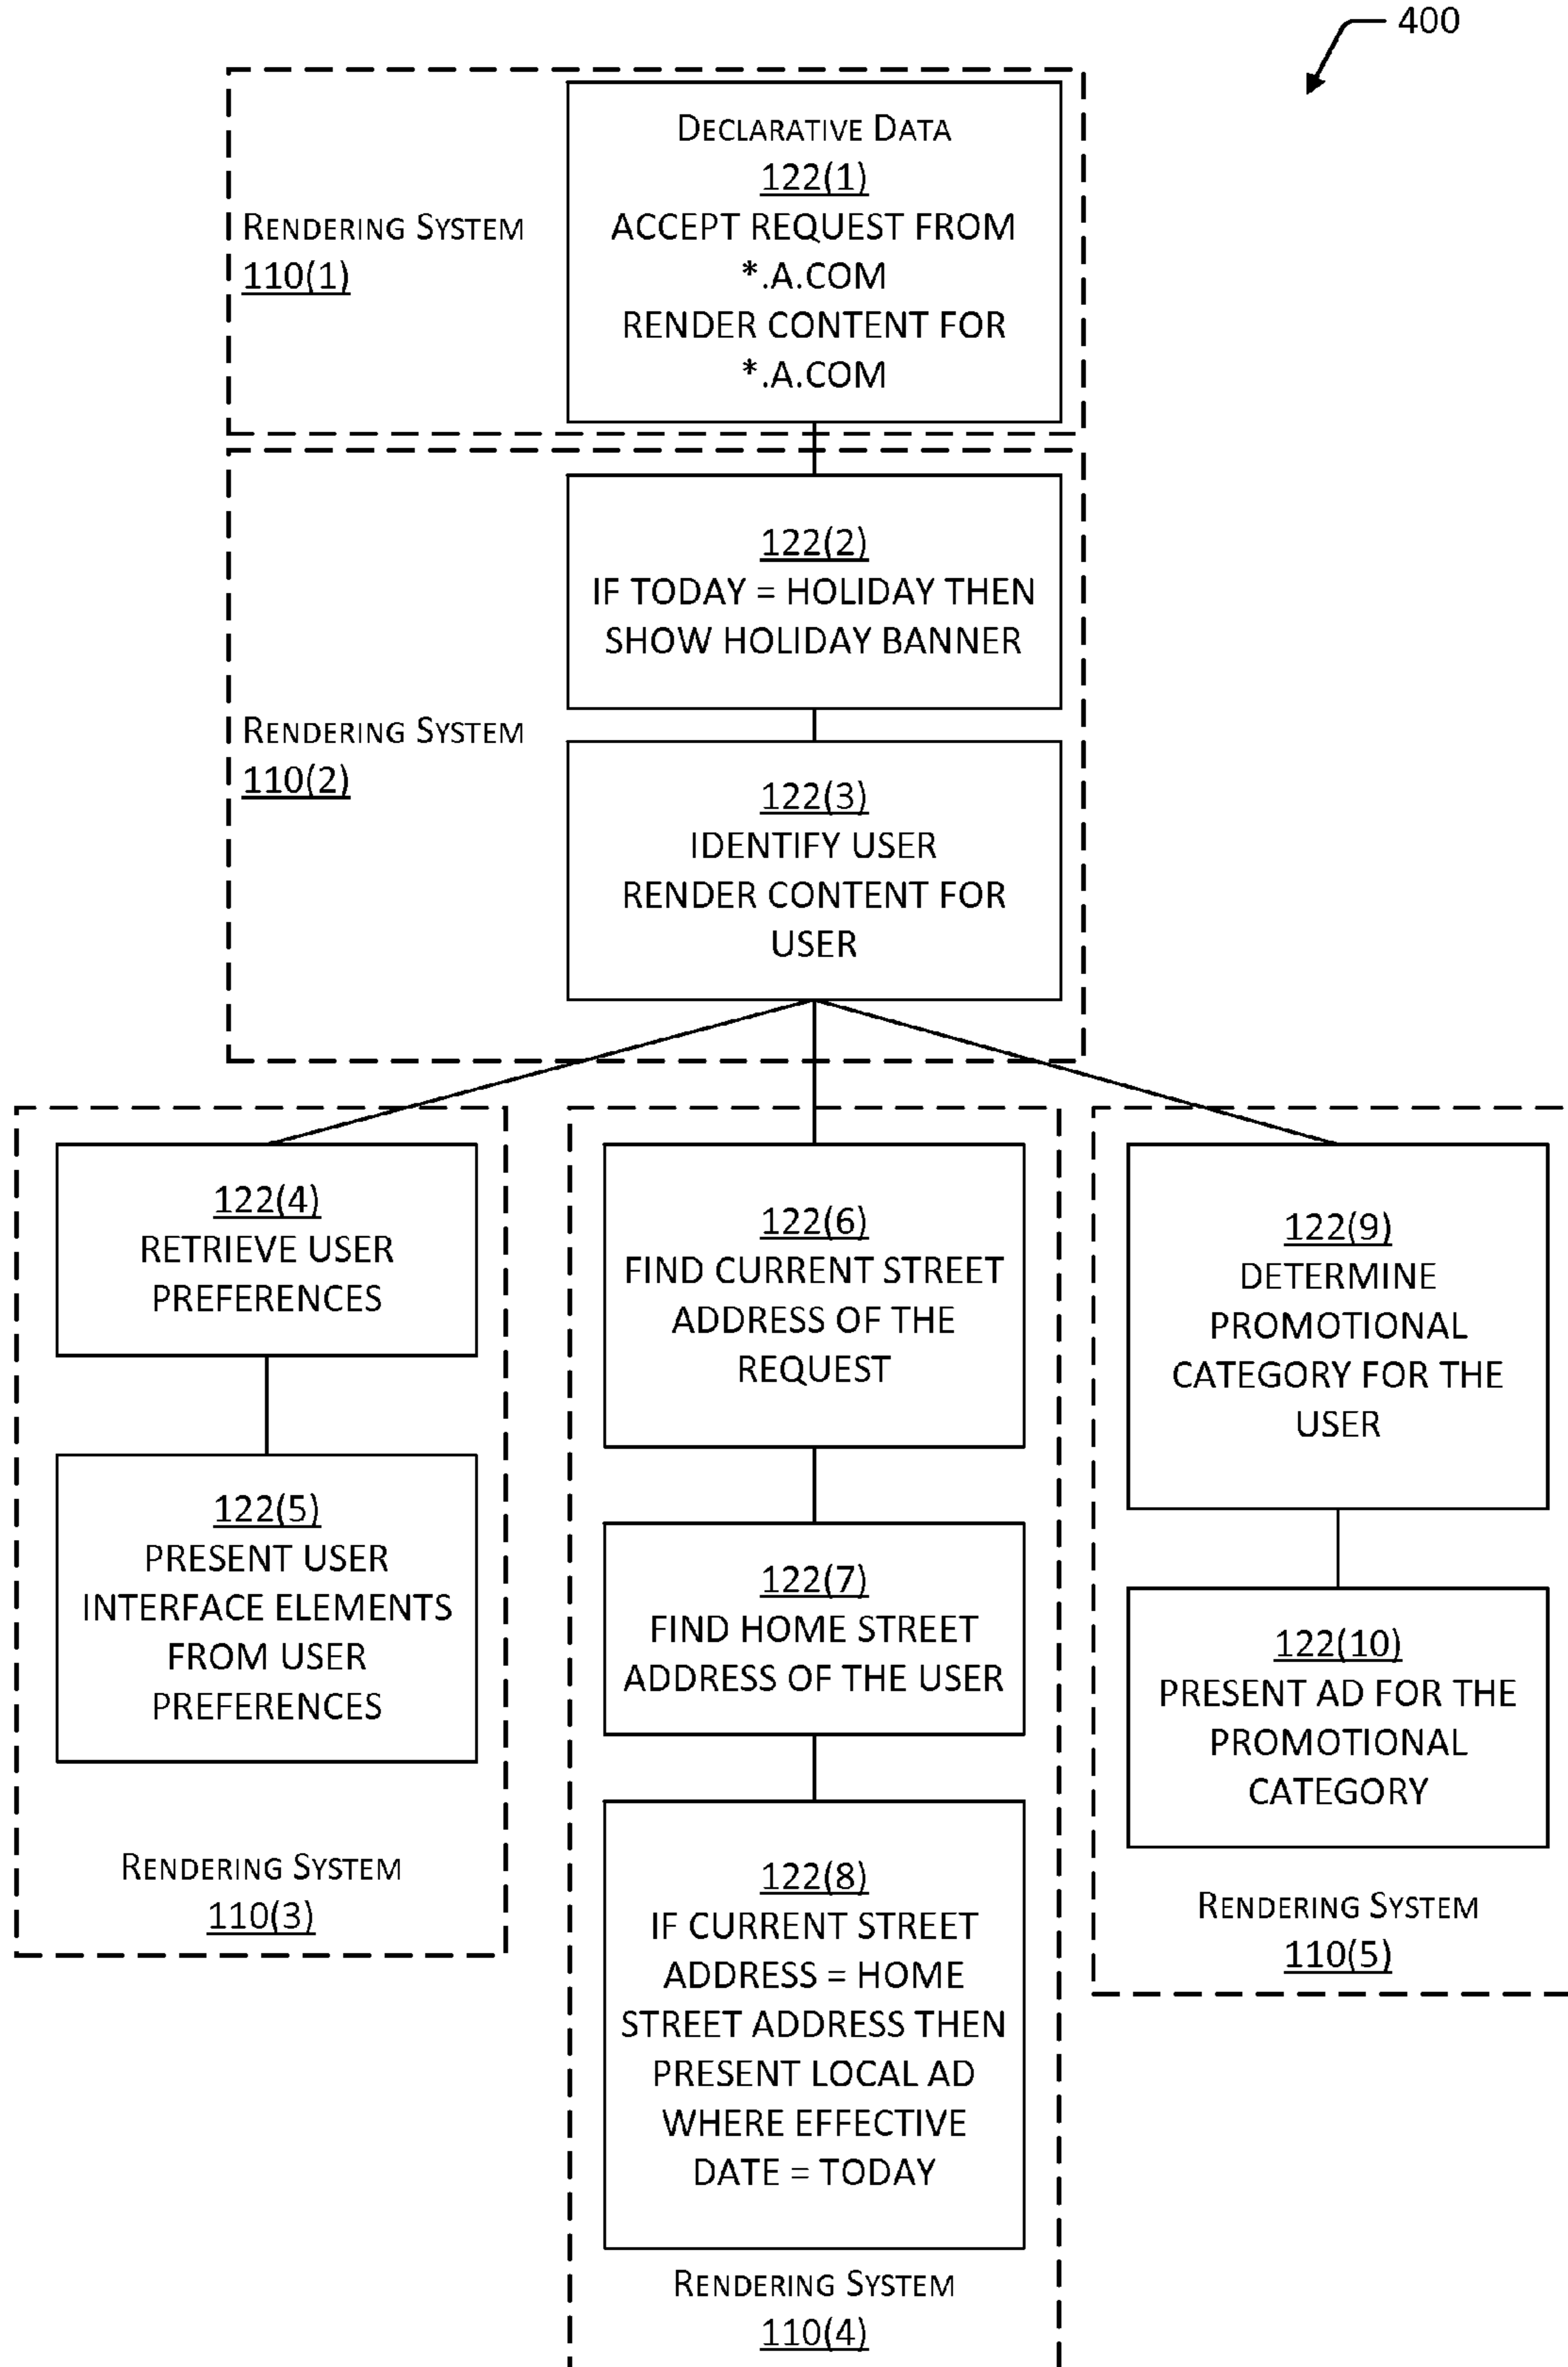 400
DECLARATIVE DATA
122(1)
ACCEPT REQUEST FROM
*.A.COM
RENDER CONTENT FOR
*.A.COM
RENDERING SYSTEM
110(1)
122(2)
IF TODAY = HOLIDAY THEN
SHOW HOLIDAY BANNER
RENDERING SYSTEM
110(2)
122(3)
IDENTIFY USER
RENDER CONTENT FOR
USER
122(4)
RETRIEVE USER
PREFERENCES
122(5)
PRESENT USER
INTERFACE ELEMENTS
FROM USER
PREFERENCES
RENDERING SYSTEM
110(3)
122(6)
FIND CURRENT STREET
ADDRESS OF THE
REQUEST
122(7)
FIND HOME STREET
ADDRESS OF THE USER
122(8)
IF CURRENT STREET
ADDRESS = HOME
STREET ADDRESS THEN
PRESENT LOCAL AD
WHERE EFFECTIVE
DATE = TODAY
RENDERING SYSTEM
110(4)
122(9)
DETERMINE
PROMOTIONAL
CATEGORY FOR THE
USER
122(10)
PRESENT AD FOR THE
PROMOTIONAL
CATEGORY
RENDERING SYSTEM
110(5)